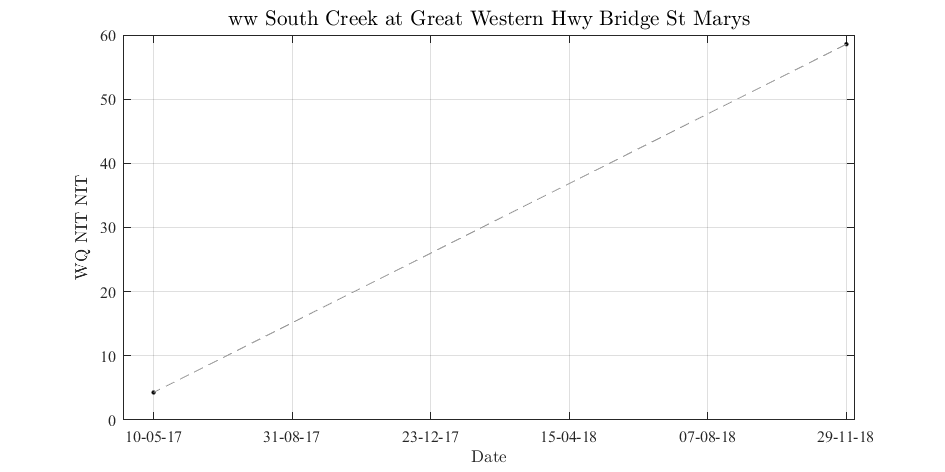 ww South Creek at Great Western Hwy Bridge St Marys
60
50
40
30
20
10
0
WQ NIT NIT
10-05-17 31-08-17 23-12-17 15-04-18 07-08-18 29-11-18
Date